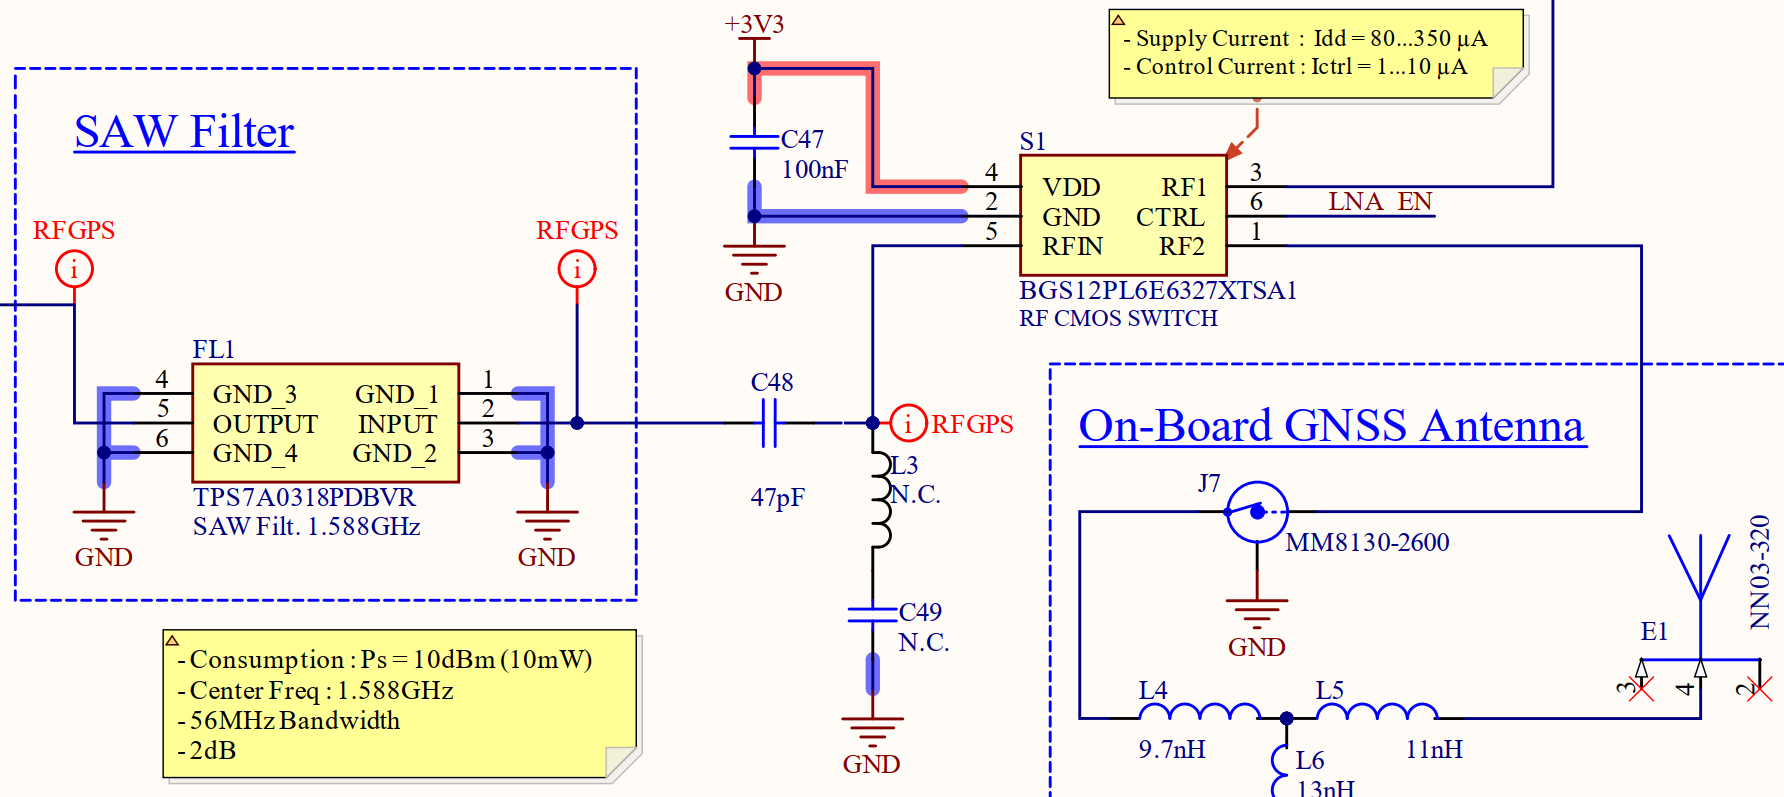 +3V3
- Supply Current : Idd = 80...350 µA
- Control Current : Ictrl = 1...10 µA
SAW Filter
C47
100nF
S1
4
VDD
RF1
3
2
GND
CTRL
6
LNA_EN
5
RFIN
RF2
1
GND
BGS12PL6E6327XTSA1
RF CMOS SWITCH
RFGPS
i
RFGPS
i
FL1
4
GND_3
GND_1
1
5
OUTPUT
INPUT
2
6
GND_4
GND_2
3
TPS7A0318PDBVR
SAW Filt. 1.588GHz
GND
GND
C48
47pF
i
RFGPS
L3
N.C.
C49
N.C.
GND
On-Board GNSS Antenna
J7
MM8130-2600
GND
NN03-320
E1
3
4
2
L4
9.7nH
L5
11nH
L6
13nH
- Consumption : Ps = 10dBm (10mW)
- Center Freq : 1.588GHz
- 56MHz Bandwidth
- 2dB